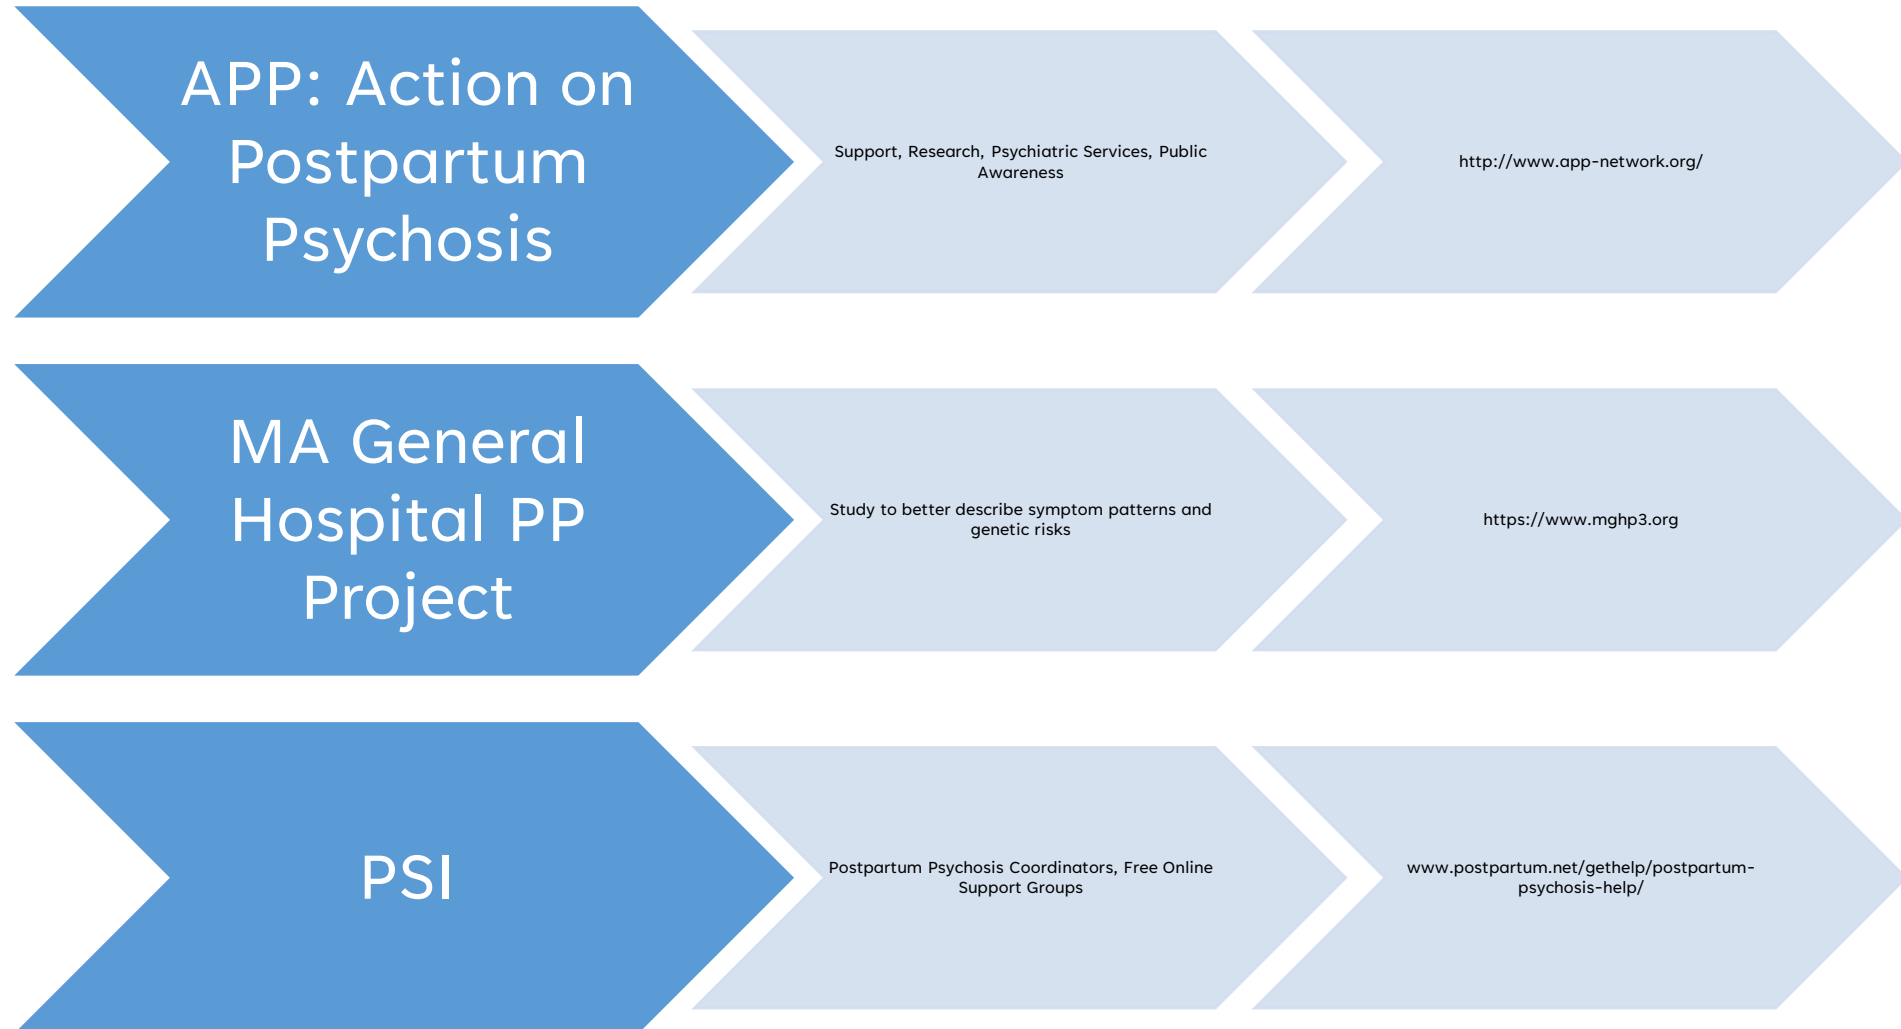 APP: Action on
Postpartum
Psychosis
Support, Research, Psychiatric Services, Public
Awareness
http://www.app-network.org/
MA General
Hospital PP
Project
Study to better describe symptom patterns and
genetic risks
https://www.mghp3.org
PSI
Postpartum Psychosis Coordinators, Free Online
Support Groups
www.postpartum.net/gethelp/postpartum-
psychosis-help/